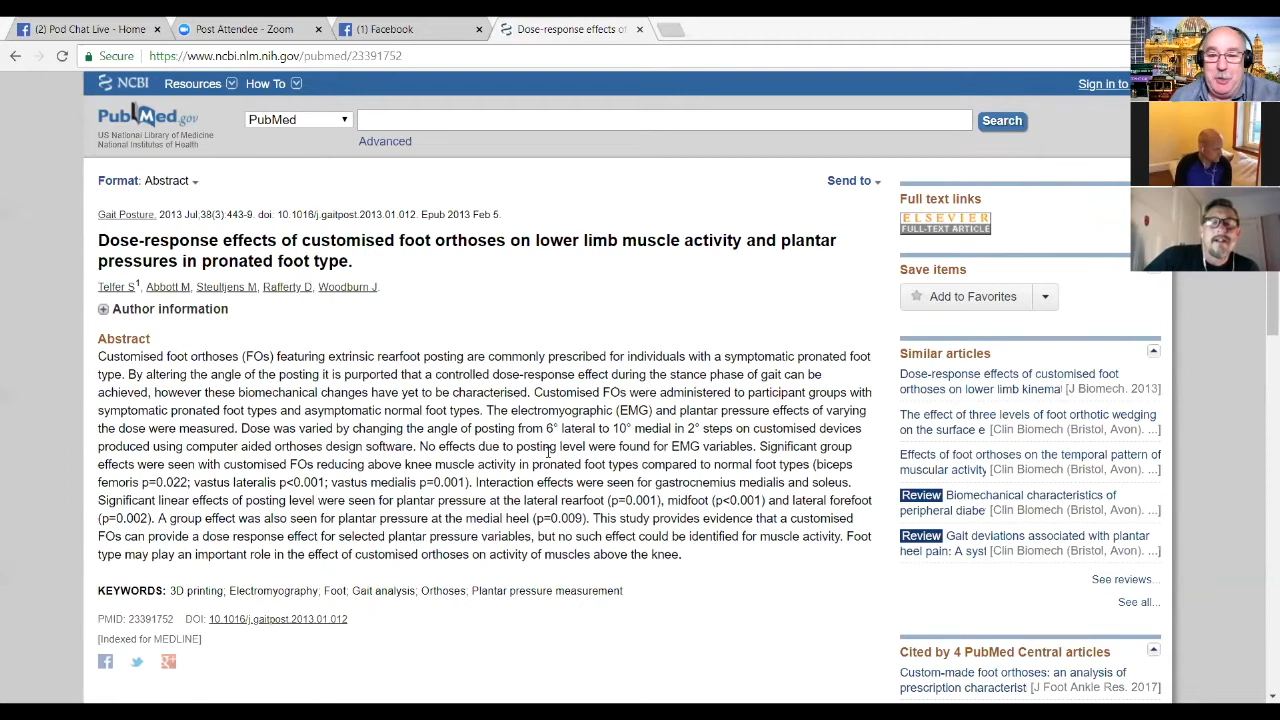 (2) Pod Chat Live - Home
Post Attendee - Zoom
(1) Facebook
Dose-response effects of
Secure
https://www.ncbi.nlm.nih.gov/pubmed/23391752
NCBI
Resources
How To
Sign in to
PubMed.gov
US National Library of Medicine
National Institutes of Health
PubMed
Search
Advanced
Format: Abstract
Send to
Gait Posture. 2013 Jul;38(3) 443-9. doi: 10.1016/j.gaitpost.2013.01.012. Epub 2013 Feb 5.
Dose-response effects of customised foot orthoses on lower limb muscle activity and plantar
pressures in pronated foot type.
Telfer S1, Abbott M, Steultjens M, Rafferty D, Woodburn J.
Author information
Abstract
Customised foot orthoses (FOs) featuring extrinsic rearfoot posting are commonly prescribed for individuals with a symptomatic pronated foot
type. By altering the angle of the posting it is purported that a controlled dose-response effect during the stance phase of gait can be
achieved, however these biomechanical changes have yet to be characterised. Customised FOs were administered to participant groups with
symptomatic pronated foot types and asymptomatic normal foot types. The electromyographic (EMG) and plantar pressure effects of varying
the dose were measured. Dose was varied by changing the angle of posting from 6° lateral to 10° medial in 2° steps on customised devices
produced using computer aided orthoses design software. No effects due to posting level were found for EMG variables. Significant group
effects were seen with customised FOs reducing above knee muscle activity in pronated foot types compared to normal foot types (biceps
femoris p=0.022; vastus lateralis p<0.001; vastus medialis p=0.001). Interaction effects were seen for gastrocnemius medialis and soleus.
Significant linear effects of posting level were seen for plantar pressure at the lateral rearfoot (p=0.001), midfoot (p<0.001) and lateral forefoot
(p=0.002). A group effect was also seen for plantar pressure at the medial heel (p=0.009). This study provides evidence that a customised
FOs can provide a dose response effect for selected plantar pressure variables, but no such effect could be identified for muscle activity. Foot
type may play an important role in the effect of customised orthoses on activity of muscles above the knee.
KEYWORDS: 3D printing; Electromyography; Foot; Gait analysis; Orthoses; Plantar pressure measurement
PMID: 23391752 DOI: 10.1016/j.gaitpost.2013.01.012
[Indexed for MEDLINE]
Full text links
ELSEVIER
FULL-TEXT ARTICLE
Save items
Add to Favorites
Similar articles
Dose-response effects of customised foot
orthoses on lower limb kinema [J Biomech. 2013]
The effect of three levels of foot orthotic wedging
on the surface e [Clin Biomech (Bristol, Avon). ...]
Effects of foot orthoses on the temporal pattern of
muscular activity [Clin Biomech (Bristol, Avon). ...]
Review Biomechanical characteristics of
peripheral diabe [Clin Biomech (Bristol, Avon). ...]
Review Gait deviations associated with plantar
heel pain: A syst [Clin Biomech (Bristol, Avon). ...]
See reviews...
See all...
Cited by 4 PubMed Central articles
Custom-made foot orthoses: an analysis of
prescription characterist [J Foot Ankle Res. 2017]